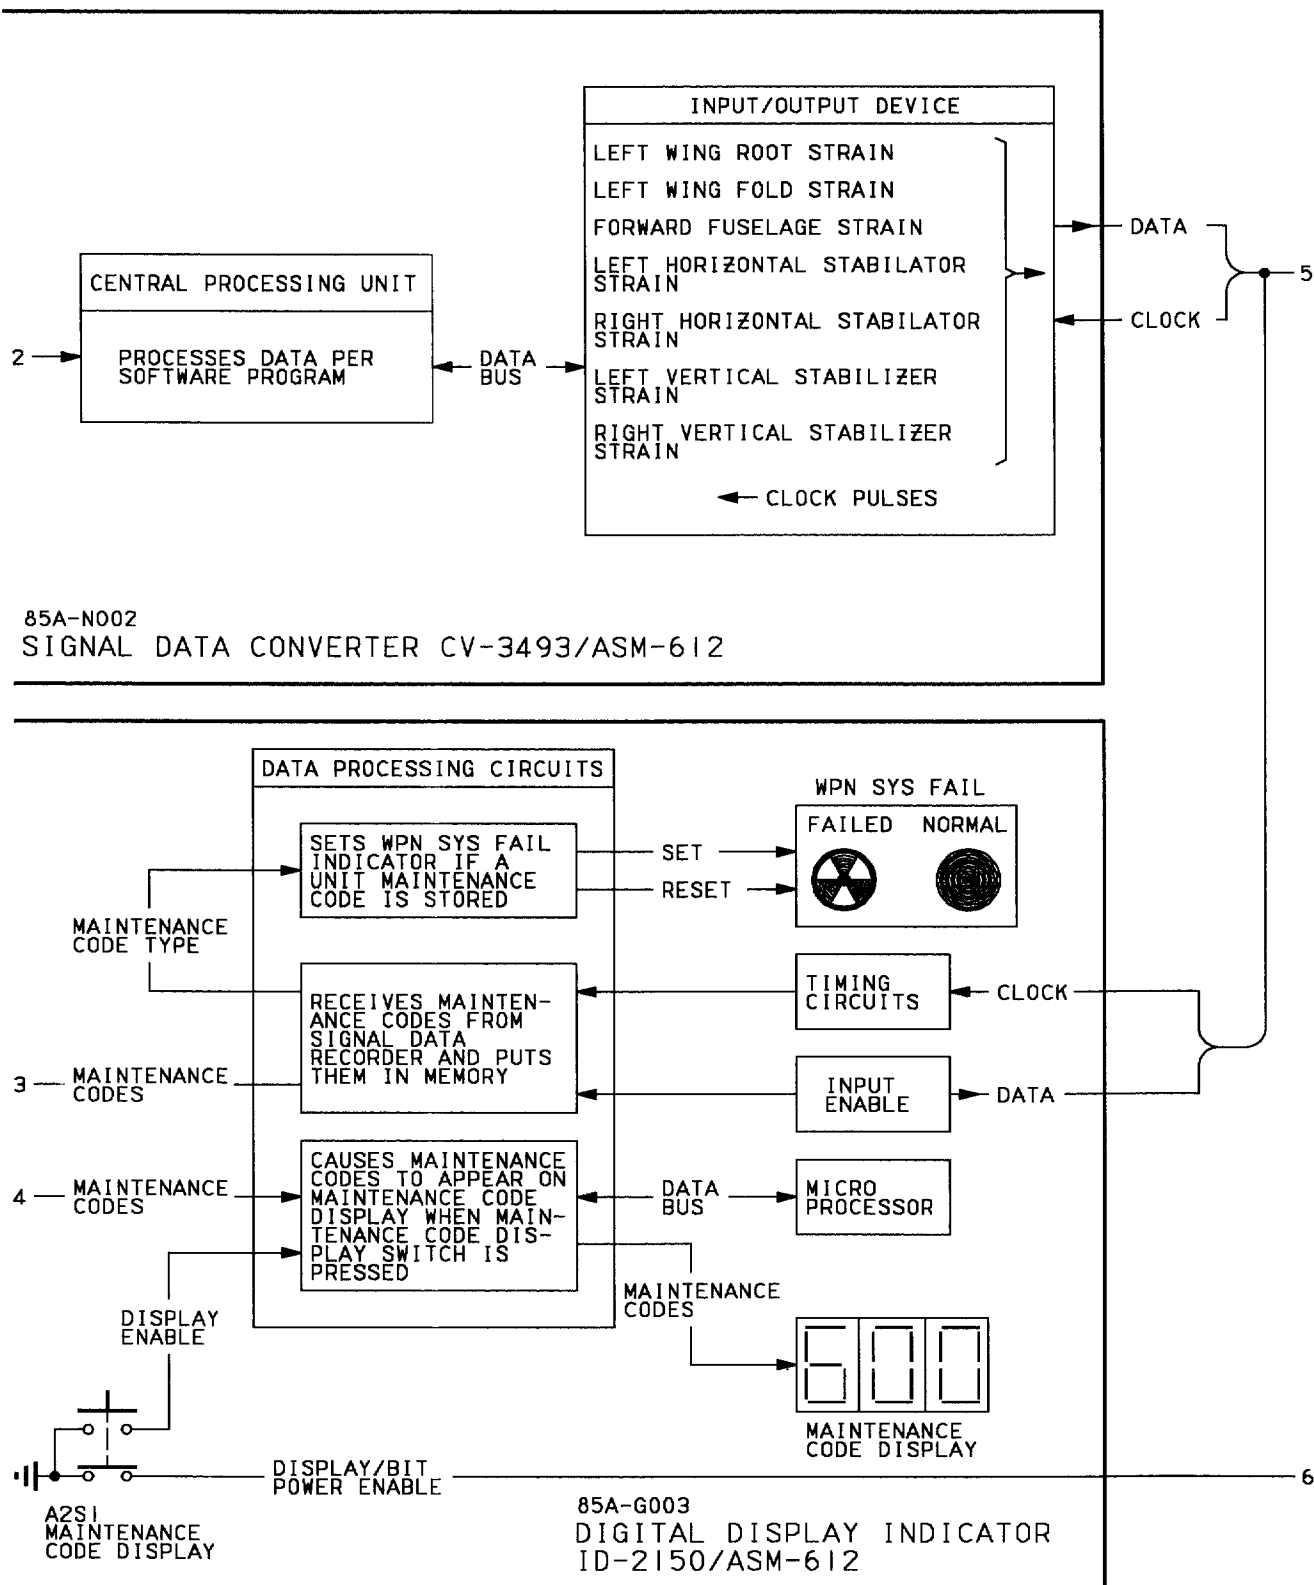 INPUT/OUTPUT DEVICE
LEFT WING ROOT STRAIN
LEFT WING FOLD STRAIN
FORWARD FUSELAGE STRAIN
LEFT HORIZONTAL STABILATOR
STRAIN
RIGHT HORIZONTAL STABILATOR
STRAIN
LEFT VERTICAL STABILIZER
STRAIN
RIGHT VERTICAL STABILIZER
STRAIN
CLOCK PULSES
DATA
CLOCK
5
CENTRAL PROCESSING UNIT
PROCESSES DATA PER
SOFTWARE PROGRAM
2
DATA
BUS
85A-N002
SIGNAL DATA CONVERTER CV-3493/ASM-612
DATA PROCESSING CIRCUITS
SETS WPN SYS FAIL
INDICATOR IF A
UNIT MAINTENANCE
CODE IS STORED
SET
RESET
WPN SYS FAIL
FAILED NORMAL
MAINTENANCE
CODE TYPE
RECEIVES MAINTEN-
ANCE CODES FROM
SIGNAL DATA
RECORDER AND PUTS
THEM IN MEMORY
TIMING
CIRCUITS
CLOCK
3
MAINTENANCE
CODES
INPUT
ENABLE
DATA
CAUSES MAINTENANCE
CODES TO APPEAR ON
MAINTENANCE CODE
DISPLAY WHEN MAIN-
TENANCE CODE DIS-
PLAY SWITCH IS
PRESSED
4
MAINTENANCE
CODES
DATA
BUS
MICRO
PROCESSOR
MAINTENANCE
CODES
DISPLAY
ENABLE
600
MAINTENANCE
CODE DISPLAY
DISPLAY/BIT
POWER ENABLE
6
A2S1
MAINTENANCE
CODE DISPLAY
85A-G003
DIGITAL DISPLAY INDICATOR
ID-2150/ASM-612